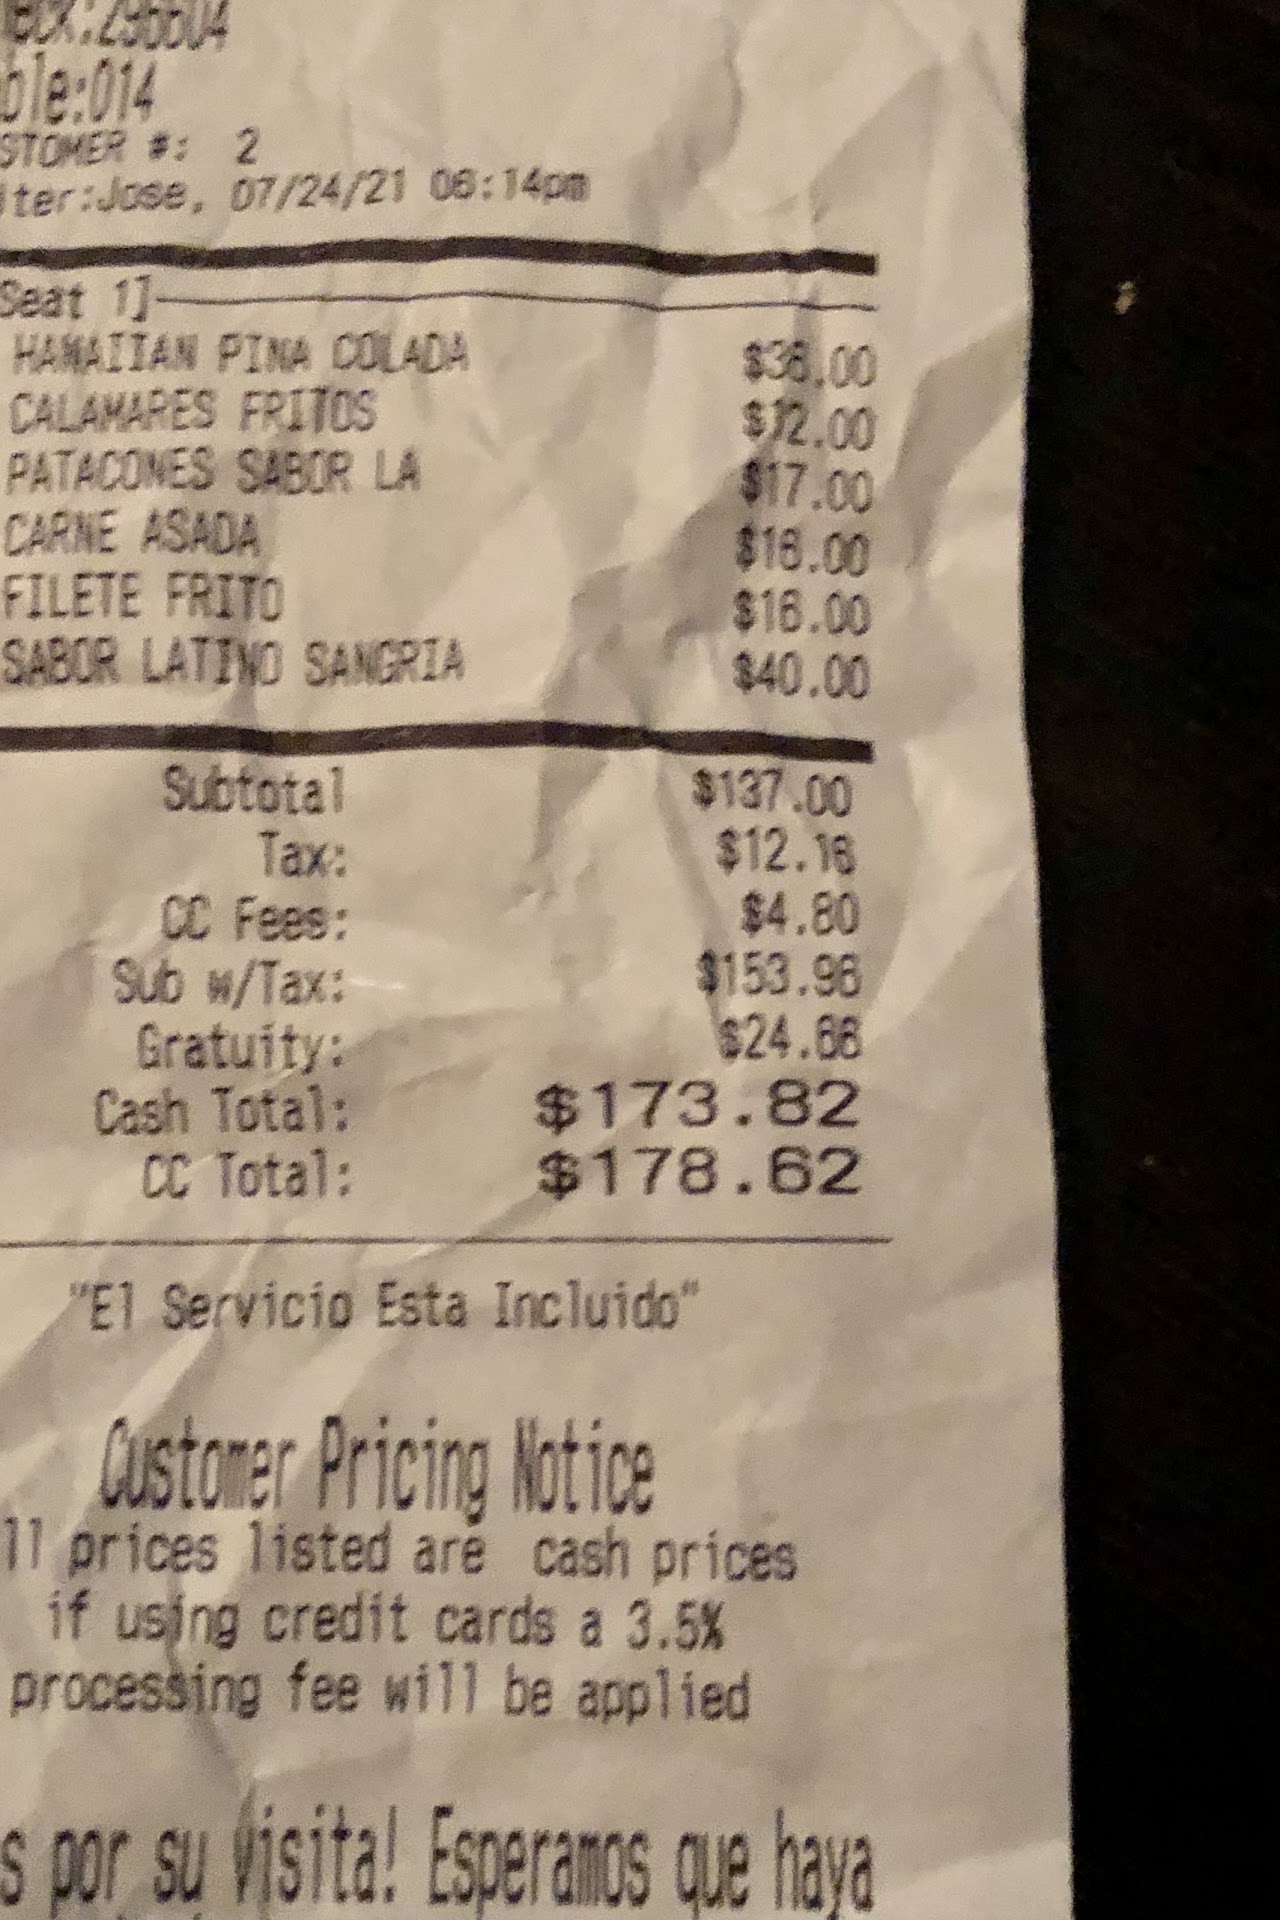 ble:014
STOMER #: 2
iter:Jose, 07/24/21 06:14pm
Seat 1]
HAWAIIAN PINA COLADA $36.00
CALAMARES FRITOS $12.00
PATACONES SABOR LA $17.00
CARNE ASADA $16.00
FILETE FRITO $16.00
SABOR LATINO SANGRIA $40.00
Subtotal $137.00
Tax: $12.16
CC Fees: $4.80
Sub w/Tax: $153.96
Gratuity: $24.66
Cash Total: $173.82
CC Total: $178.62
"El Servicio Esta Incluido"
Customer Pricing Notice
ll prices listed are cash prices
if using credit cards a 3.5%
processing fee will be applied
s por su visita! Esperamos que haya